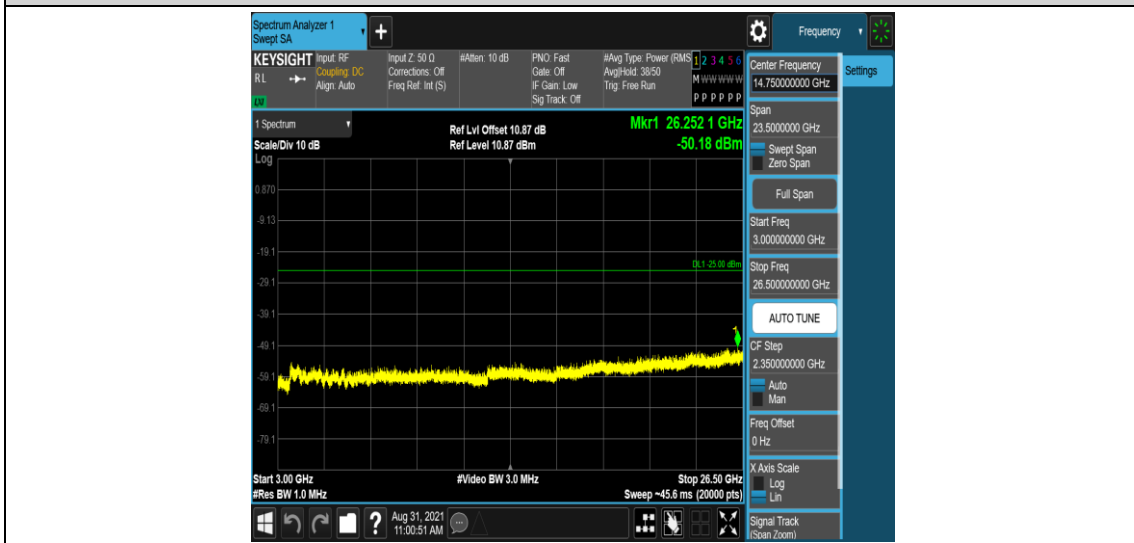 Spectrum Analyzer 1
Swept SA
+
Frequency
KEYSIGHT
RL
LXI
Input: RF
Coupling: DC
Align: Auto
Input Z: 50 Ω
Corrections: Off
Freq Ref: Int (S)
#Atten: 10 dB
PNO: Fast
Gate: Off
IF Gain: Low
Sig Track: Off
#Avg Type: Power (RMS
Avg|Hold: 38/50
Trig: Free Run
1 2 3 4 5 6
M W W W W W
P P P P P P
1 Spectrum
Scale/Div 10 dB
Log
Ref Lvl Offset 10.87 dB
Ref Level 10.87 dBm
Mkr1 26.252 1 GHz
-50.18 dBm
0.870
-9.13
-19.1
DL1 -25.00 dBm
-29.1
-39.1
1
-49.1
-59.1
-69.1
-79.1
Start 3.00 GHz
#Res BW 1.0 MHz
#Video BW 3.0 MHz
Stop 26.50 GHz
Sweep ~45.6 ms (20000 pts)
?
Aug 31, 2021
11:00:51 AM
Center Frequency
14.750000000 GHz
Settings
Span
23.5000000 GHz
Swept Span
Zero Span
Full Span
Start Freq
3.000000000 GHz
Stop Freq
26.500000000 GHz
AUTO TUNE
CF Step
2.350000000 GHz
Auto
Man
Freq Offset
0 Hz
X Axis Scale
Log
Lin
Signal Track
(Span Zoom)